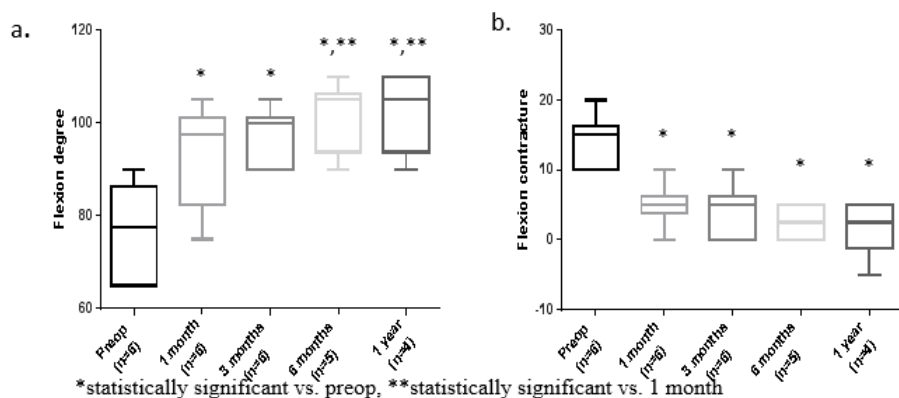 a.
Flexion degree
120
100
80
60
*
*
*,**
*,**
Preop
(n=6)
1 month
(n=6)
3 months
(n=6)
6 months
(n=5)
1 year
(n=4)
b.
Flexion contracture
30
20
10
0
-10
*
*
*
*
Preop
(n=6)
1 month
(n=6)
3 months
(n=6)
6 months
(n=5)
1 year
(n=4)
*statistically significant vs. preop, **statistically significant vs. 1 month